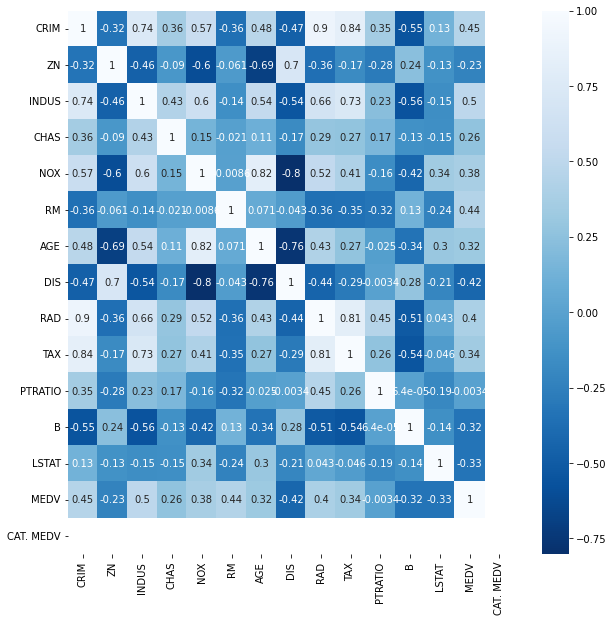 CRIM 1 -0.32 0.74 0.36 0.57 -0.36 0.48 -0.47 0.9 0.84 0.35 -0.55 0.13 0.45
ZN -0.32 1 -0.46 -0.09 -0.6 -0.061 -0.69 0.7 -0.36 -0.17 -0.28 0.24 -0.13 -0.23
INDUS 0.74 -0.46 1 0.43 0.6 -0.14 0.54 -0.54 0.66 0.73 0.23 -0.56 -0.15 0.5
CHAS 0.36 -0.09 0.43 1 0.15 -0.021 0.11 -0.17 0.29 0.27 0.17 -0.13 -0.15 0.26
NOX 0.57 -0.6 0.6 0.15 1 -0.0086 0.82 -0.8 0.52 0.41 -0.16 -0.42 0.34 0.38
RM -0.36 -0.061 -0.14 -0.021 -0.0086 1 0.071 -0.043 -0.36 -0.35 -0.32 0.13 -0.24 0.44
AGE 0.48 -0.69 0.54 0.11 0.82 0.071 1 -0.76 0.43 0.27 -0.025 -0.34 0.3 0.32
DIS -0.47 0.7 -0.54 -0.17 -0.8 -0.043 -0.76 1 -0.44 -0.29 -0.0034 0.28 -0.21 -0.42
RAD 0.9 -0.36 0.66 0.29 0.52 -0.36 0.43 -0.44 1 0.81 0.45 -0.51 0.043 0.4
TAX 0.84 -0.17 0.73 0.27 0.41 -0.35 0.27 -0.29 0.81 1 0.26 -0.54 -0.046 0.34
PTRATIO 0.35 -0.28 0.23 0.17 -0.16 -0.32 -0.025 -0.0034 0.45 0.26 1 -0.19 -0.0034
B -0.55 0.24 -0.56 -0.13 -0.42 0.13 -0.34 0.28 -0.51 -0.54 1 -0.14 -0.32
LSTAT 0.13 -0.13 -0.15 -0.15 0.34 -0.24 0.3 -0.21 0.043 -0.046 -0.19 -0.14 1 -0.33
MEDV 0.45 -0.23 0.5 0.26 0.38 0.44 0.32 -0.42 0.4 0.34 -0.0034 -0.32 -0.33 1
CAT. MEDV
CRIM ZN INDUS CHAS NOX RM AGE DIS RAD TAX PTRATIO B LSTAT MEDV CAT. MEDV
1.00
0.75
0.50
0.25
0.00
-0.25
-0.50
-0.75